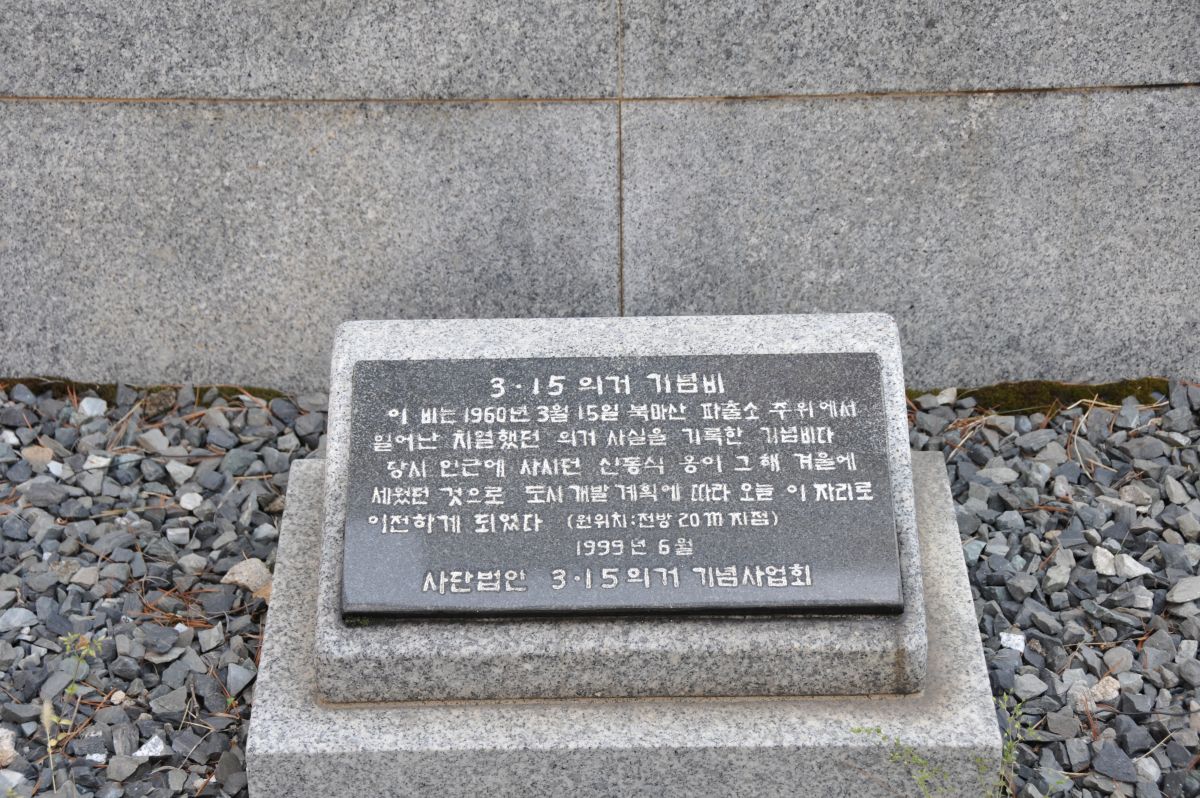 3·15 의거 기념비
이 비는 1960년 3월 15일 북마산 파출소 주위에서
일어난 치열했던 의거 사실을 기록한 기념비다
당시 인근에 사시던 신동식 옹이 그 해 겨울에
세웠던 것으로 도시 개발 계획에 따라 오늘 이 자리로
이전하게 되었다 (원위치:전방 20m 지점)
1999년 6월
사단법인 3·15 의거 기념사업회